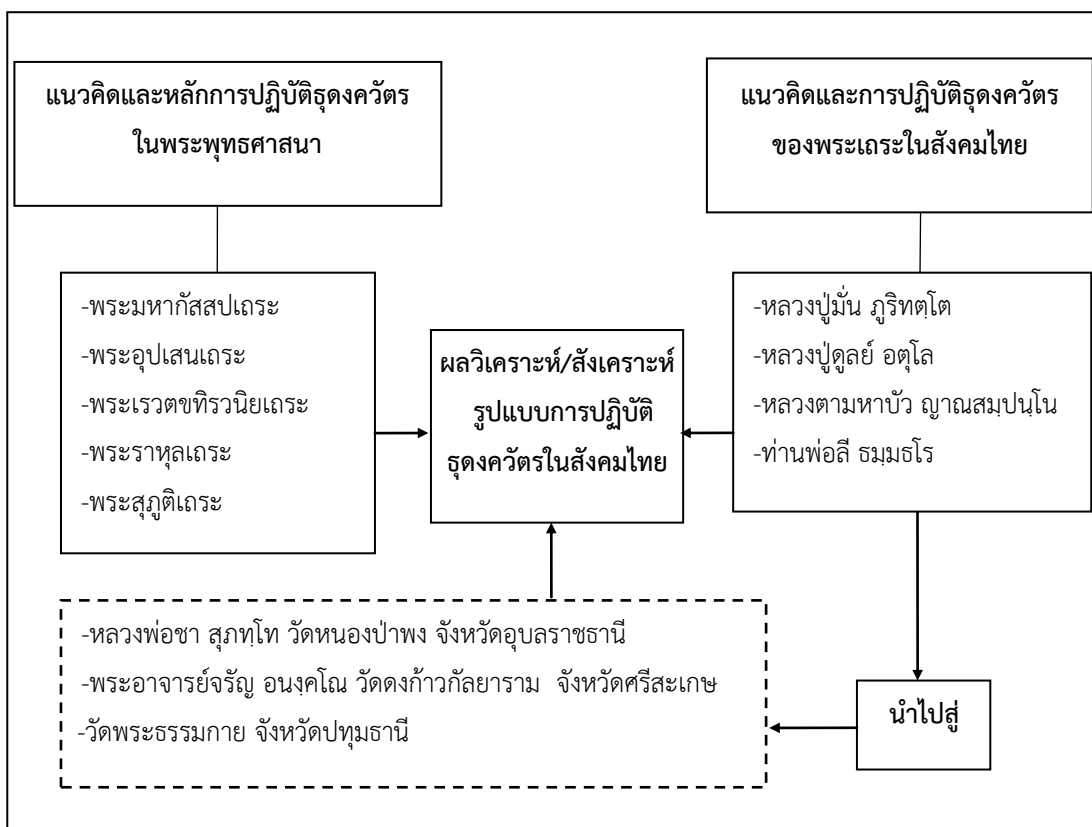 แนวคิดและหลักการปฏิบัติธุดงควัตร
ในพระพุทธศาสนา
แนวคิดและการปฏิบัติธุดงควัตร
ของพระเถระในสังคมไทย
-พระมหากัสสปเถระ
-พระอุปเสนเถระ
-พระเรวตขทิรวนิยเถระ
-พระราหุลเถระ
-พระสุภูติเถระ
ผลวิเคราะห์/สังเคราะห์
รูปแบบการปฏิบัติ
ธุดงควัตรในสังคมไทย
-หลวงปู่มั่น ภูริทตฺโต
-หลวงปู่ดูลย์ อตุโล
-หลวงตามหาบัว ญาณสมฺปนฺโน
-ท่านพ่อลี ธมฺมธโร
-หลวงพ่อชา สุภทฺโท วัดหนองป่าพง จังหวัดอุบลราชธานี
-พระอาจารย์จรัญ อนงฺคโณ วัดดงก้าวกัลยาราม จังหวัดศรีสะเกษ
-วัดพระธรรมกาย จังหวัดปทุมธานี
นำไปสู่